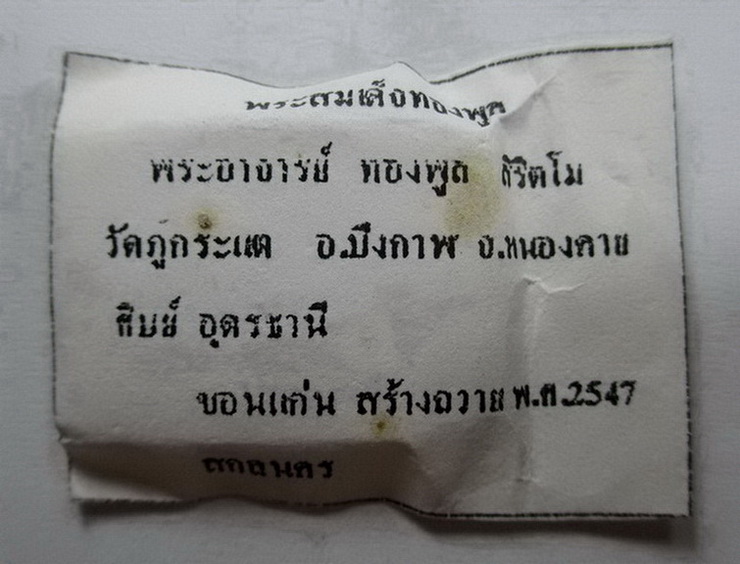 พระสมเด็จทองพูล
พระอาจารย์ ทองพูล สิริตโม
วัดภูกระแต อ.บึงกาฬ จ.หนองคาย
ศิษย์ อุดรธานี
ขอนแก่น สร้างถวาย พ.ศ.2547
สกลนคร